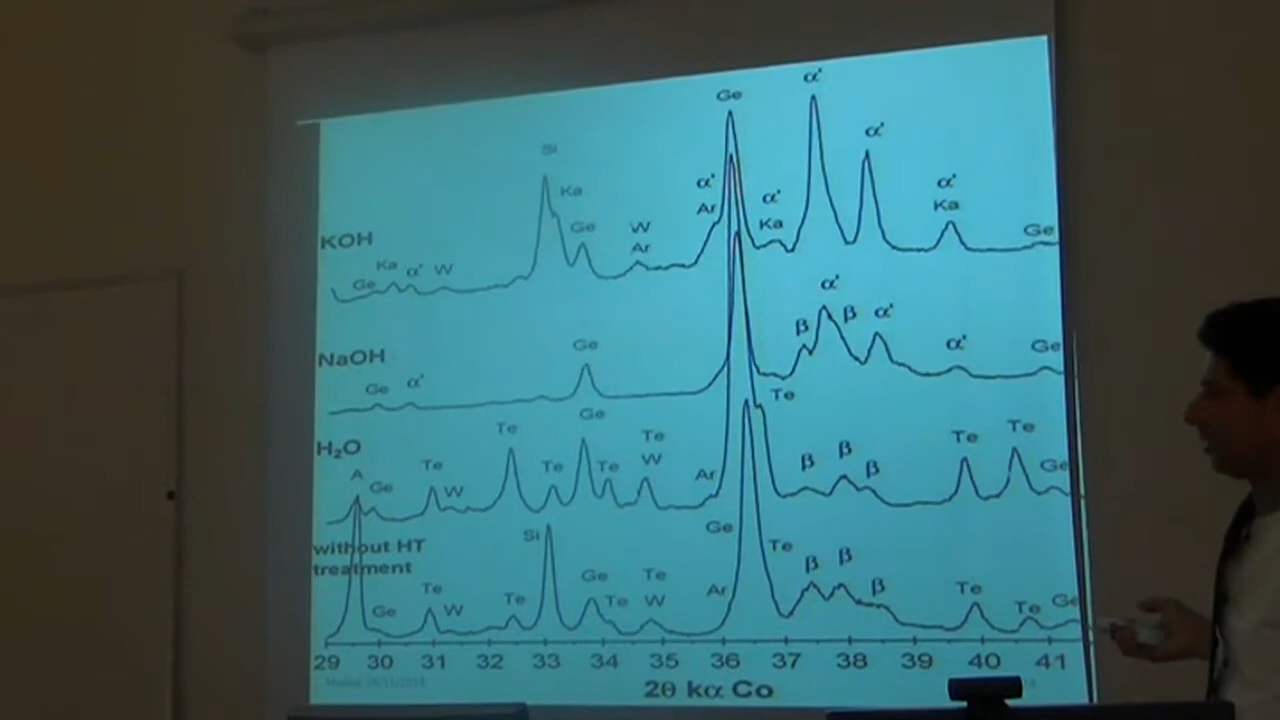 α'
Ge
α'
Si
α'
Ka
α'
Ar
α'
Ka
α'
Ka
Ge
W
Ar
Ge
KOH
Ka
α'
W
Ge
α'
β
β
α'
NaOH
Ge
α'
Ge
Ge
α'
Te
Ge
H₂O
Te
Te
W
β
β
β
Te
Te
A
Te
Te
Te
Ar
Ge
Ge
W
without HT
treatment
Si
Ge
Te
β
β
β
Ge
Te
W
Te
Ge
Te
Te
W
Ar
Te
Te
Ge
29 30 31 32 33 34 35 36 37 38 39 40 41
2θ kα Co